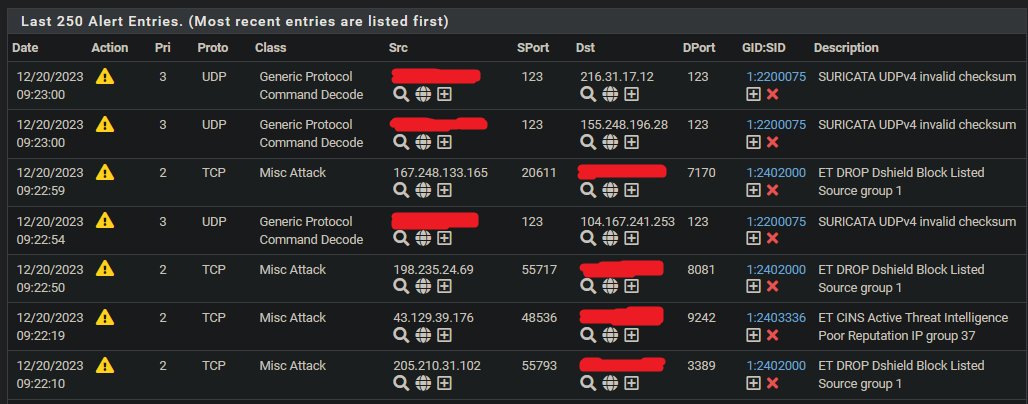 Last 250 Alert Entries. (Most recent entries are listed first)
Date Action Pri Proto Class Src SPort Dst DPort GID:SID Description
12/20/2023 3 UDP Generic Protocol 123 216.31.17.12 123 1:2200075 SURICATA UDPv4 invalid checksum
09:23:00 Command Decode
12/20/2023 3 UDP Generic Protocol 123 155.248.196.28 123 1:2200075 SURICATA UDPv4 invalid checksum
09:23:00 Command Decode
12/20/2023 2 TCP Misc Attack 167.248.133.165 20611 7170 1:2402000 ET DROP Dshield Block Listed
09:22:59 Source group 1
12/20/2023 3 UDP Generic Protocol 123 104.167.241.253 123 1:2200075 SURICATA UDPv4 invalid checksum
09:22:54 Command Decode
12/20/2023 2 TCP Misc Attack 198.235.24.69 55717 8081 1:2402000 ET DROP Dshield Block Listed
09:22:50 Source group 1
12/20/2023 2 TCP Misc Attack 43.129.39.176 48536 9242 1:2403336 ET CINS Active Threat Intelligence
09:22:19 Poor Reputation IP group 37
12/20/2023 2 TCP Misc Attack 205.210.31.102 55793 3389 1:2402000 ET DROP Dshield Block Listed
09:22:10 Source group 1